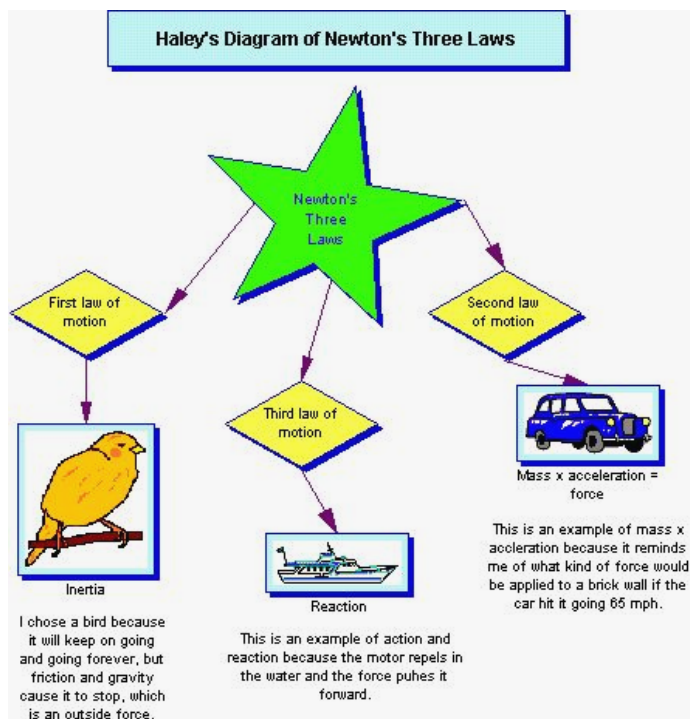 Haley's Diagram of Newton's Three Laws
Newton's
Three
Laws
First law of
motion
Second law
of motion
Third law of
motion
Inertia
I chose a bird because
it will keep on going
and going forever, but
friction and gravity
cause it to stop, which
is an outside force.
Reaction
This is an example of action and
reaction because the motor repels in
the water and the force puhes it
forward.
Mass x acceleration =
force
This is an example of mass x
accleration because it reminds
me of what kind of force would
be applied to a brick wall if the
car hit it going 65 mph.